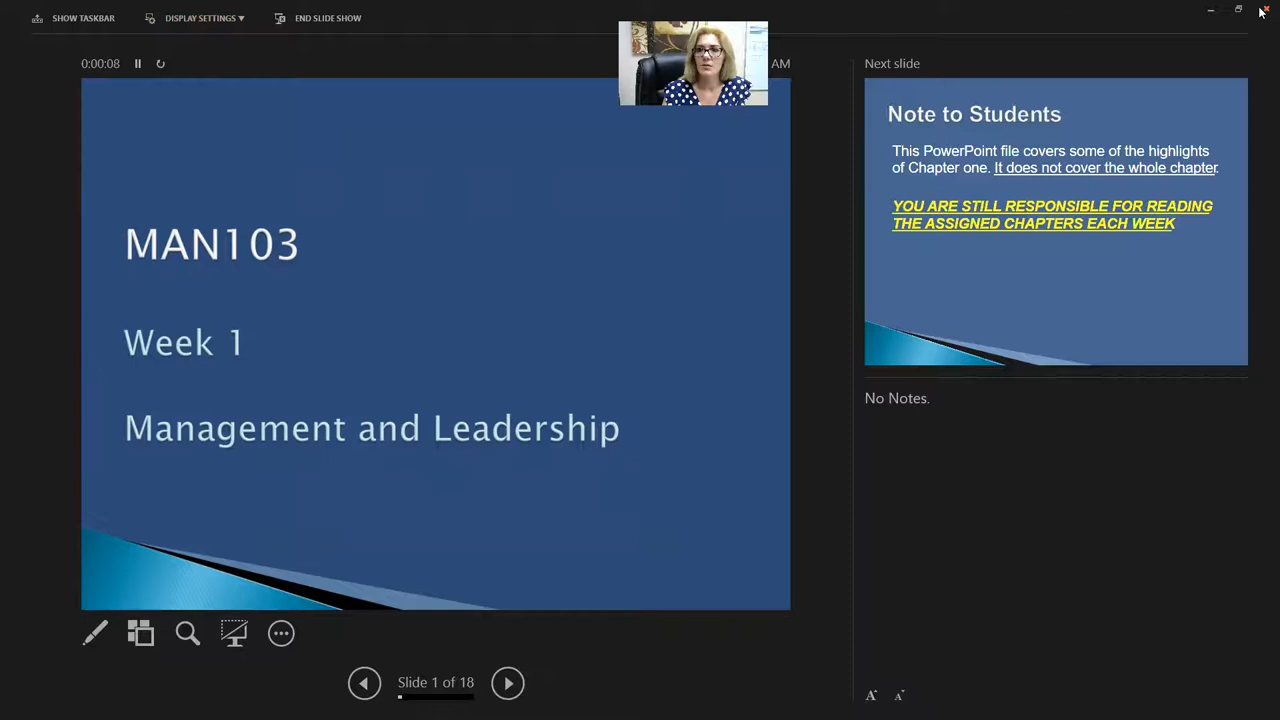 SHOW TASKBAR
DISPLAY SETTINGS ▼
END SLIDE SHOW
0:00:08
AM
MAN103
Week 1
Management and Leadership
Slide 1 of 18
Next slide
Note to Students
This PowerPoint file covers some of the highlights
of Chapter one. It does not cover the whole chapter.
YOU ARE STILL RESPONSIBLE FOR READING
THE ASSIGNED CHAPTERS EACH WEEK
No Notes.
A
A